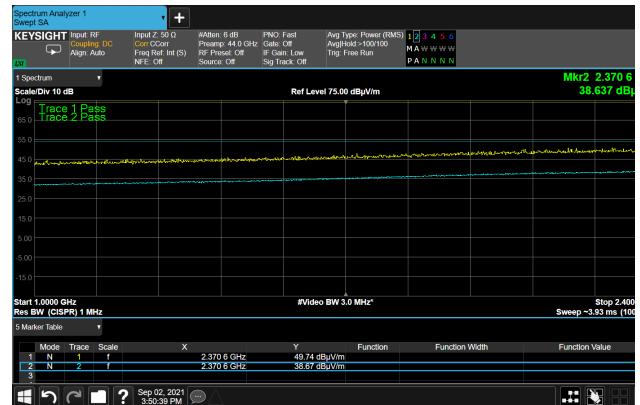 Spectrum Analyzer 1
Swept SA
+
KEYSIGHT Input: RF Input Z: 50 Ω #Atten: 6 dB PNO: Fast Avg Type: Power (RMS) 1 2 3 4 5 6
Coupling: DC Corr CCorr Preamp: 44.0 GHz Gate: Off Avg|Hold >100/100 M A W W W W
Align: Auto Freq Ref: Int (S) RF Presel: Off IF Gain: Low Trig: Free Run
NFE: Off Source: Off Sig Track: Off P A N N N N
LXI
1 Spectrum Mkr2 2.370 6
Scale/Div 10 dB Ref Level 75.00 dBµV/m 38.637 dBµ
Log
Trace 1 Pass
Trace 2 Pass
65.0
55.0
45.0
35.0
25.0
15.0
5.00
-5.00
-15.0
Start 1.0000 GHz #Video BW 3.0 MHz* Stop 2.400
Res BW (CISPR) 1 MHz Sweep ~3.93 ms (100
5 Marker Table
Mode Trace Scale X Y Function Function Width Function Value
1 N 1 f 2.370 6 GHz 49.74 dBµV/m
2 N 2 f 2.370 6 GHz 38.67 dBµV/m
3
? Sep 02, 2021
3:50:39 PM